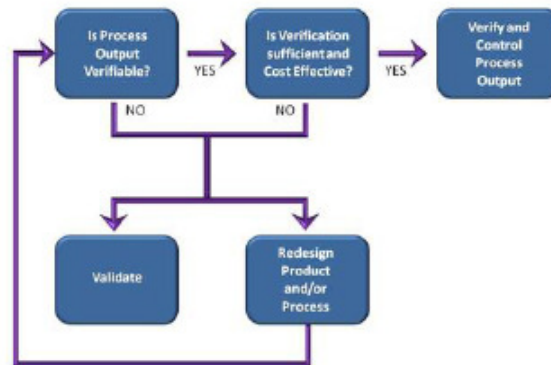 Is Process
Output
Verifiable?
YES
Is Verification
sufficient and
Cost Effective?
YES
Verify and
Control
Process
Output
NO
NO
Validate
Redesign
Product
and/or
Process